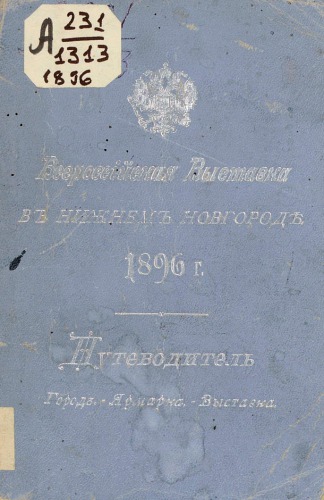 А 231
1313
1896
Всероссійская Выставка
ВЪ НИЖНЕМЪ НОВГОРОДѢ
1896 г.
Путеводитель
Городъ. - Ярмарка. - Выставка.